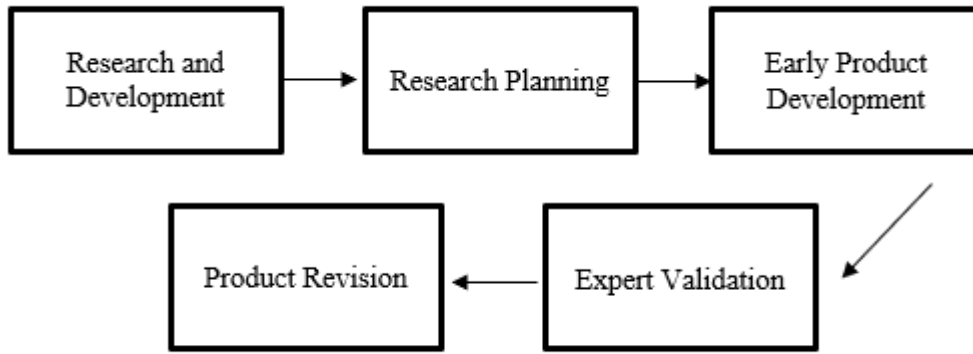 Research and
Development
Research Planning
Early Product
Development
Product Revision
Expert Validation